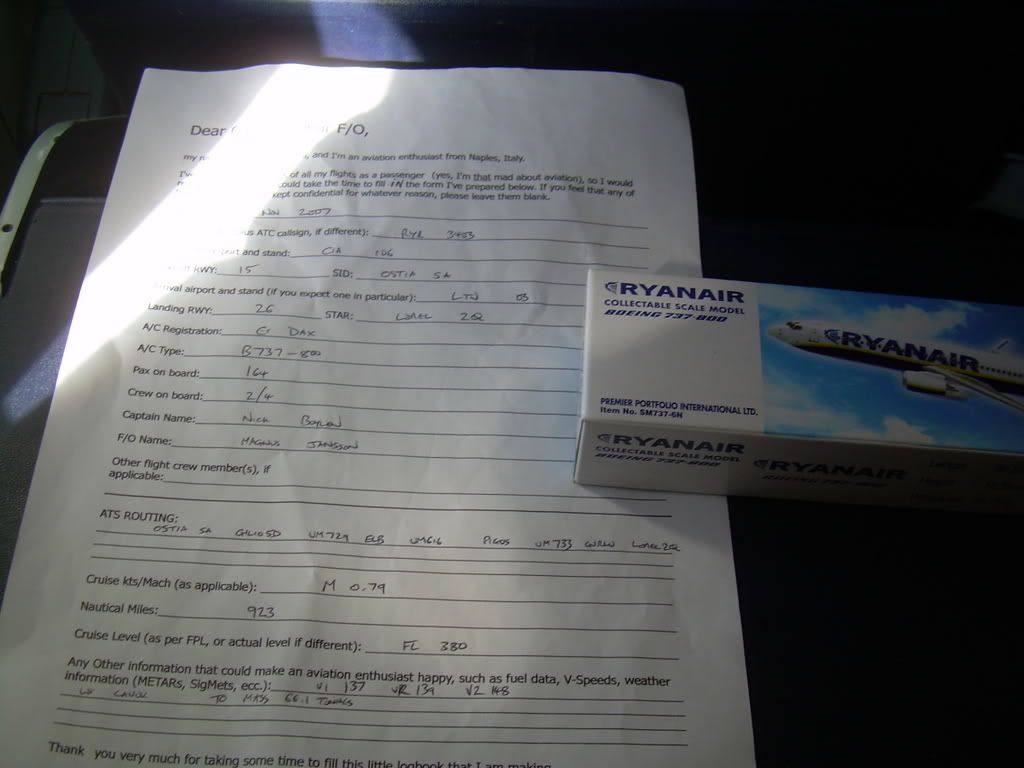 Dear F/O,
my , and I'm an aviation enthusiast from Naples, Italy.
I've of all my flights as a passenger (yes, I'm that mad about aviation), so I would
could take the time to fill IN the form I've prepared below. If you feel that any of
kept confidential for whatever reason, please leave them blank.
NOV 2007
ATC callsign, if different): RYR 3453
and stand: CIA 106
RWY: 15 SID: OSTIA 5A
airport and stand (if you expect one in particular): LTN 03
Landing RWY: 26 STAR: LOREL 2Q
A/C Registration: EI DAX
A/C Type: B737-800
Pax on board: 164
Crew on board: 2/4
Captain Name: NICK
F/O Name: MAGNUS JANSSON
Other flight crew member(s), if
applicable:
ATS ROUTING:
OSTIA 5A UM729 ELB UM616 PIGOS UM733 LOREL2Q
Cruise kts/Mach (as applicable): M 0.79
Nautical Miles: 923
Cruise Level (as per FPL, or actual level if different): FL 380
Any Other information that could make an aviation enthusiast happy, such as fuel data, V-Speeds, weather
information (METARs, SigMets, ecc.): V1 137 VR 139 V2 148
WX CAVOK TO MASS 66.1 TONNES
Thank you very much for taking some time to fill this little logbook that I am making
RYANAIR
COLLECTABLE SCALE MODEL
BOEING 737-800
RYANAIR
PREMIER PORTFOLIO INTERNATIONAL LTD.
Item No. SM737-6N
RYANAIR
COLLECTABLE SCALE MODEL
BOEING 737-800
RYANAIR
Length
Height